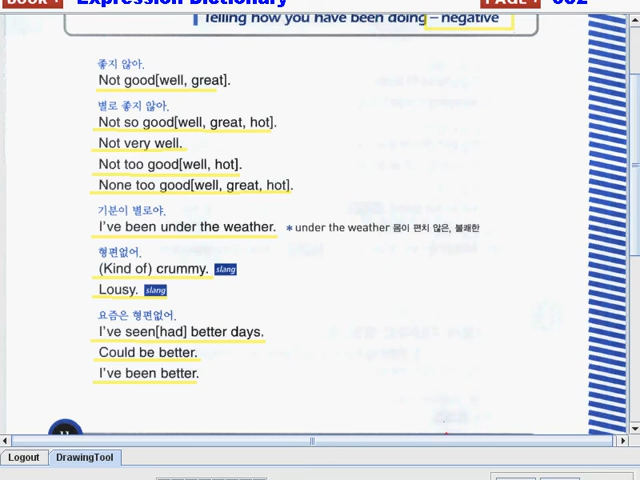 BOOK
Expression Dictionary
PAGE
Telling how you have been doing – negative
좋지 않아.
Not good[well, great].
별로 좋지 않아.
Not so good[well, great, hot].
Not very well.
Not too good[well, hot].
None too good[well, great, hot].
기분이 별로야.
I've been under the weather. *under the weather 몸이 편치 않은, 불쾌한
형편없어.
(Kind of) crummy. slang
Lousy. slang
요즘은 형편없어.
I've seen[had] better days.
Could be better.
I've been better.
Logout DrawingTool